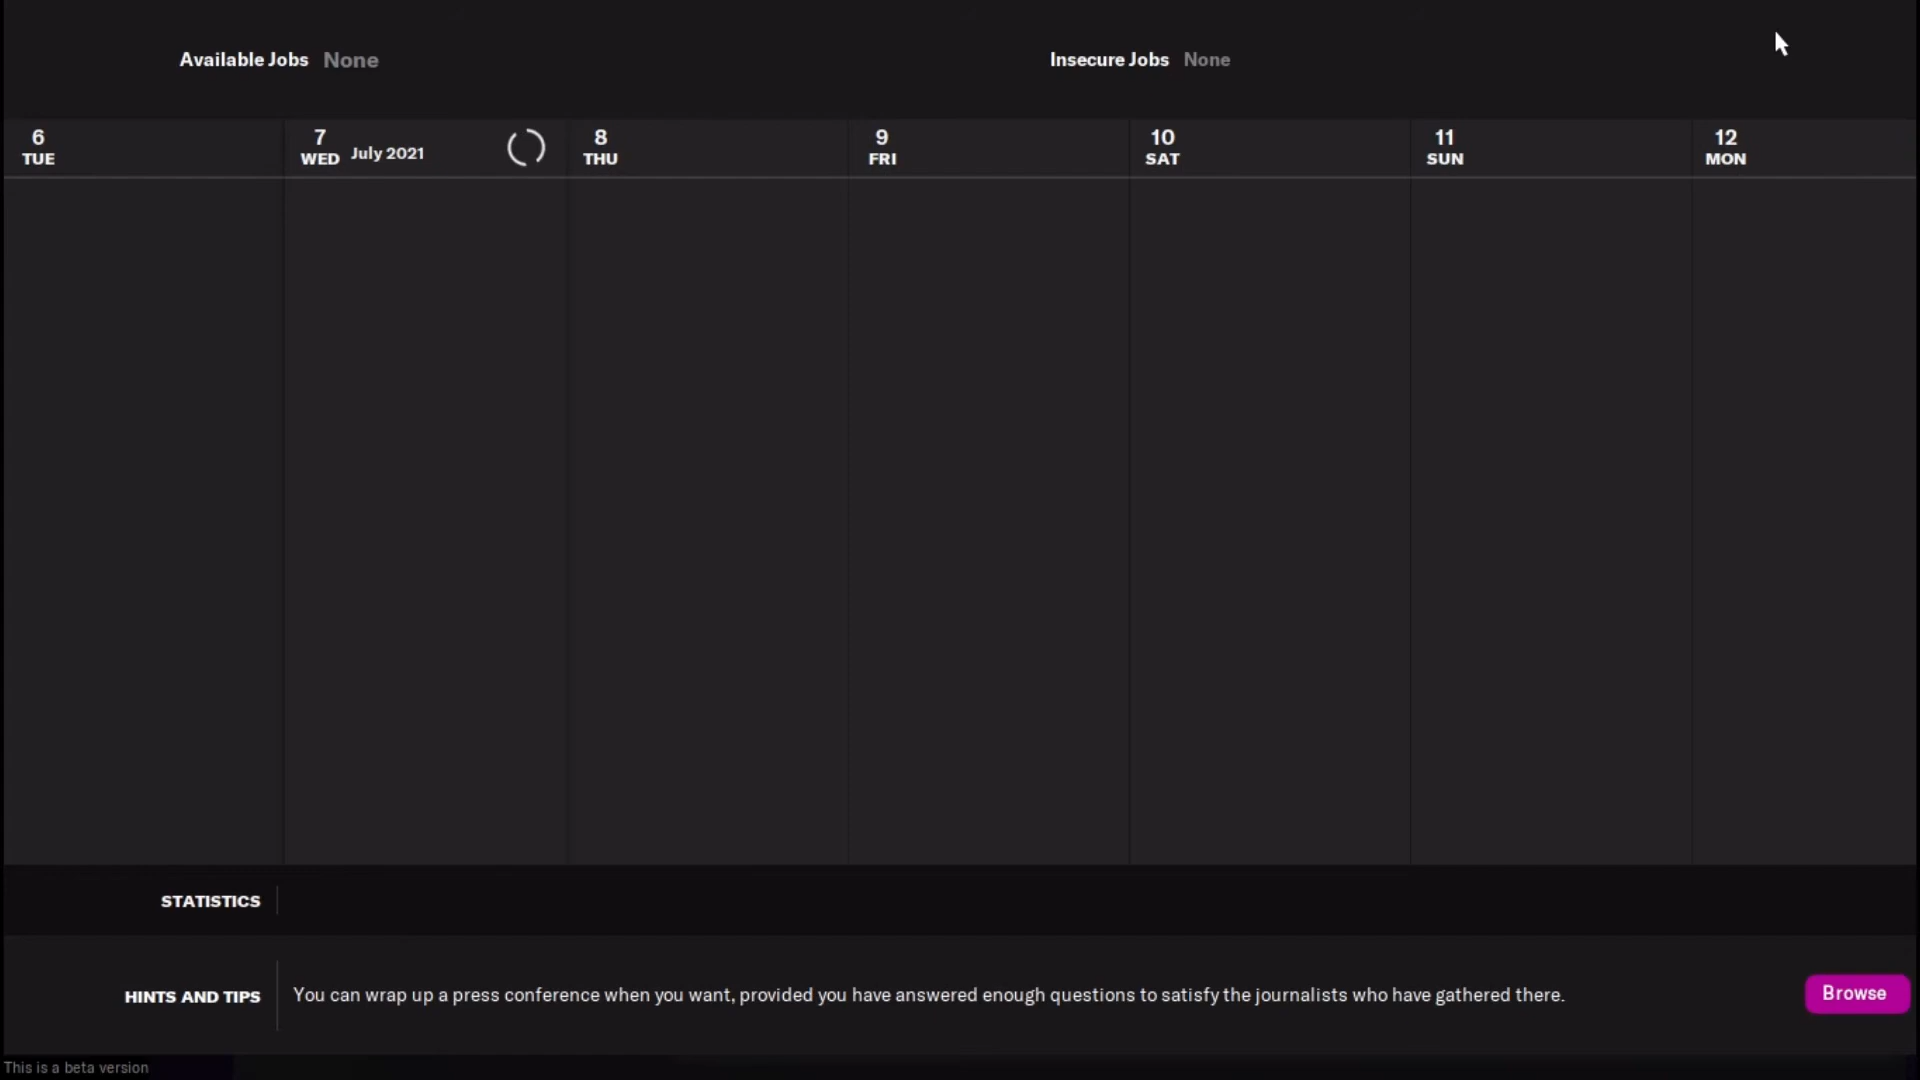 Available Jobs None
Insecure Jobs None
6 TUE
7 WED July 2021
8 THU
9 FRI
10 SAT
11 SUN
12 MON
STATISTICS
HINTS AND TIPS
You can wrap up a press conference when you want, provided you have answered enough questions to satisfy the journalists who have gathered there.
Browse
This is a beta version